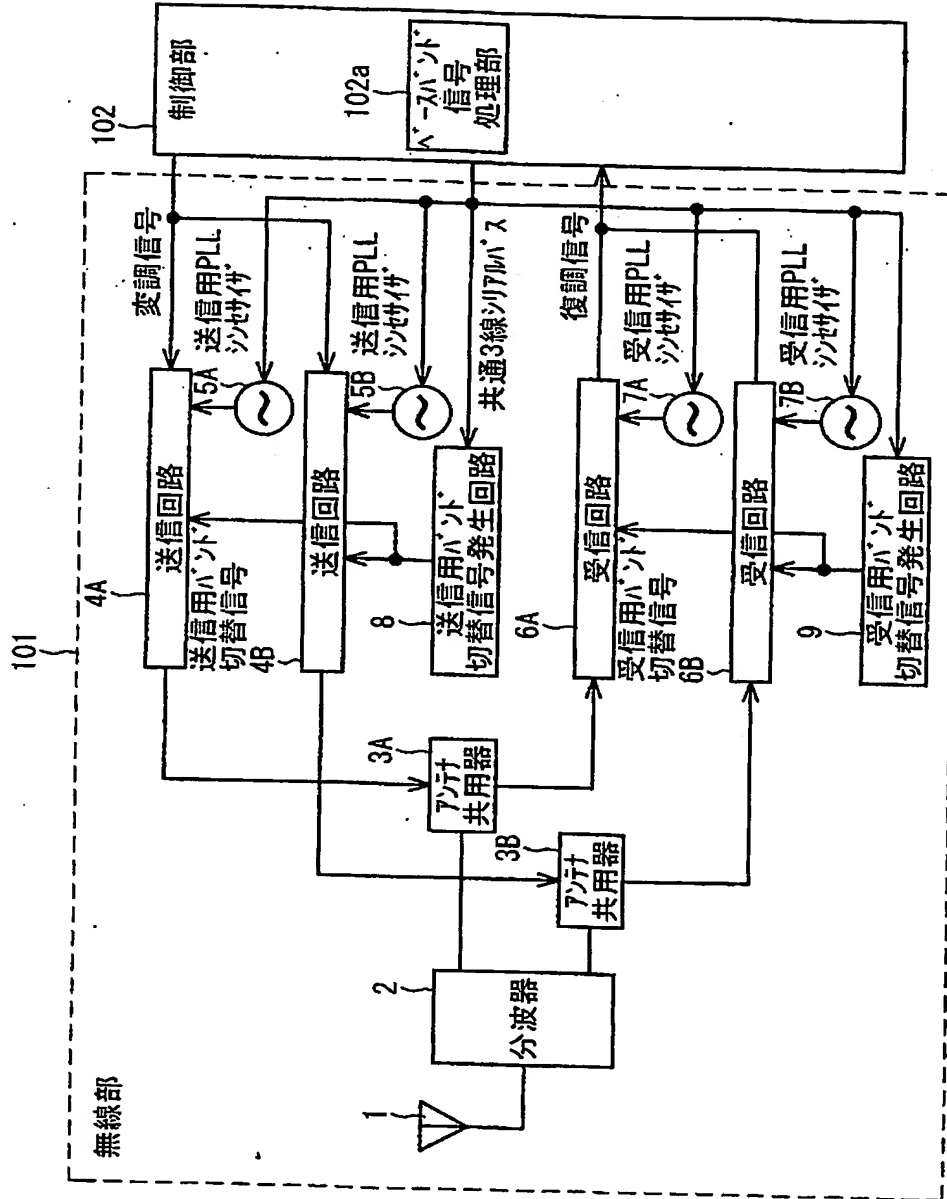 101
無線部
1
2
分波器
3A
アンテナ
共用器
3B
アンテナ
共用器
4A
送信回路
送信用バンド
切替信号
4B
送信回路
8
送信用バンド
切替信号発生回路
変調信号
送信用PLL
シンセサイザ
5A
送信用PLL
シンセサイザ
5B
共通3線シリアルバス
6A
受信回路
受信用バンド
切替信号
6B
受信回路
9
受信用バンド
切替信号発生回路
復調信号
受信用PLL
シンセサイザ
7A
受信用PLL
シンセサイザ
7B
102
制御部
102a
ベースバンド
信号
処理部